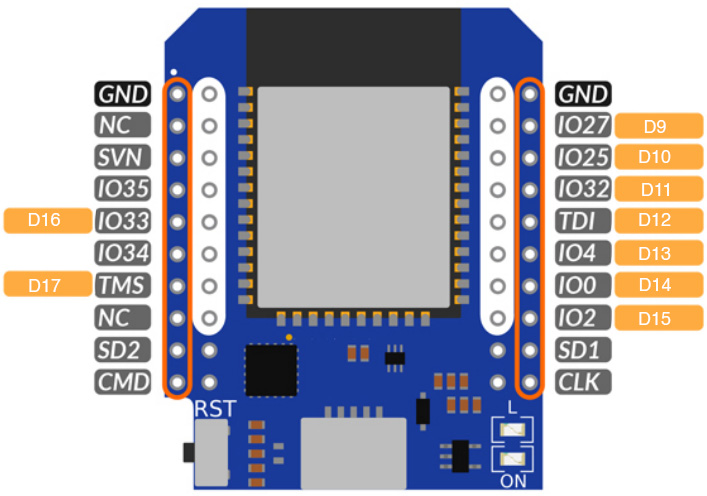 GND GND
NC IO27 D9
SVN IO25 D10
IO35 IO32 D11
D16 IO33 TDI D12
IO34 IO4 D13
D17 TMS IO0 D14
NC IO2 D15
SD2 SD1
CMD CLK
RST L
ON